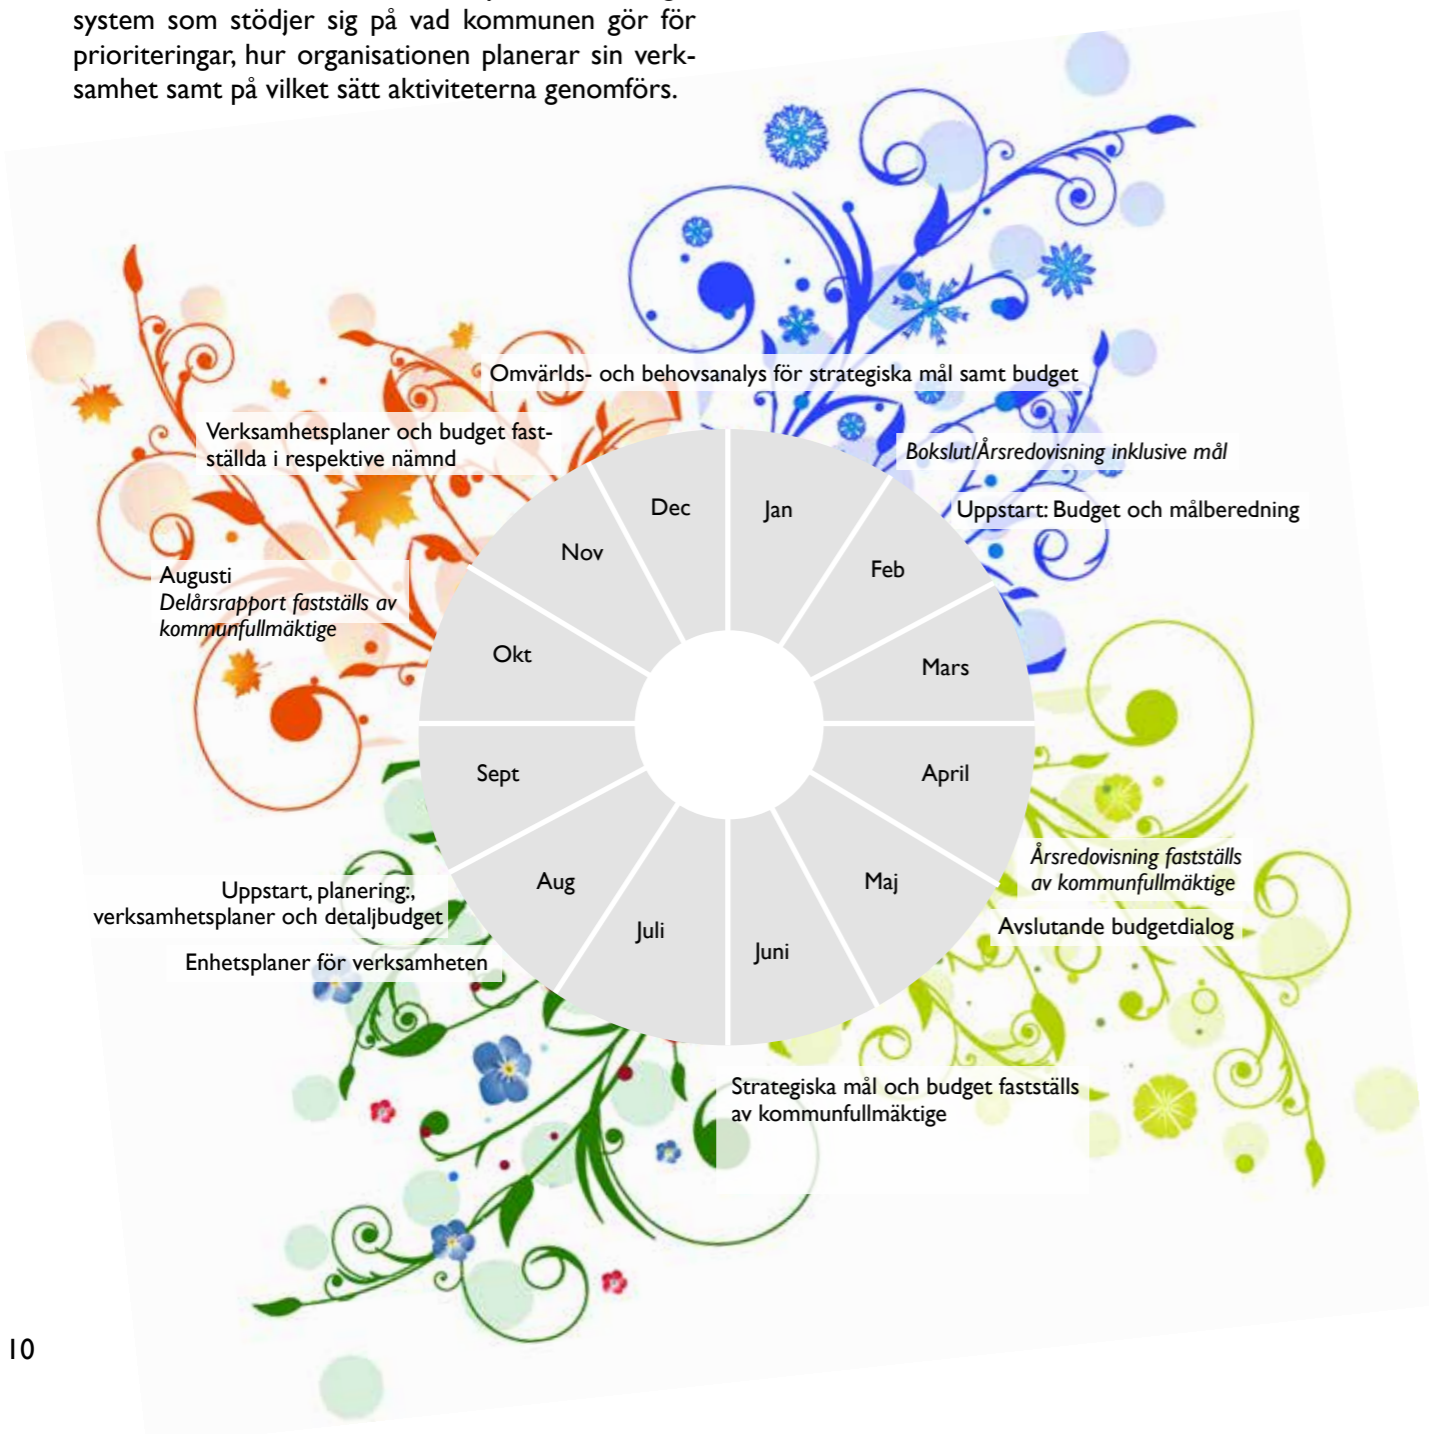 system som stödjer sig på vad kommunen gör för
prioriteringar, hur organisationen planerar sin verk-
samhet samt på vilket sätt aktiviteterna genomförs.
Omvärlds- och behovsanalys för strategiska mål samt budget
Verksamhetsplaner och budget fast-
ställda i respektive nämnd
Bokslut/Årsredovisning inklusive mål
Uppstart: Budget och målberedning
Dec
Jan
Nov
Feb
Augusti
Delårsrapport fastställs av
kommunfullmäktige
Okt
Mars
Sept
April
Aug
Maj
Juli
Juni
Årsredovisning fastställs
av kommunfullmäktige
Avslutande budgetdialog
Uppstart, planering:,
verksamhetsplaner och detaljbudget
Enhetsplaner för verksamheten
Strategiska mål och budget fastställs
av kommunfullmäktige
10